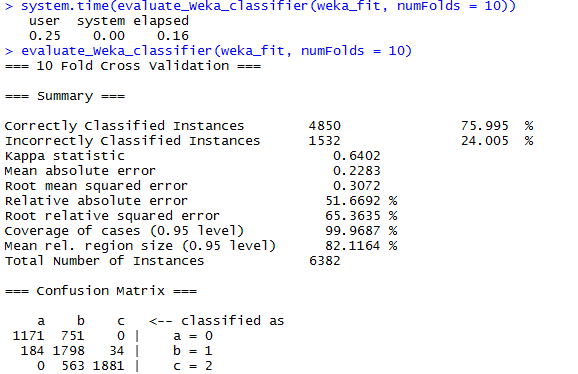 > system.time(evaluate_weka_classifier(weka_fit, numFolds = 10))
   user  system elapsed
   0.25    0.00    0.16
> evaluate_weka_classifier(weka_fit, numFolds = 10)
=== 10 Fold Cross Validation ===
=== Summary ===
Correctly Classified Instances        4850               75.995  %
Incorrectly Classified Instances      1532               24.005  %
Kappa statistic                          0.6402
Mean absolute error                      0.2283
Root mean squared error                  0.3072
Relative absolute error                 51.6692 %
Root relative squared error             65.3635 %
Coverage of cases (0.95 level)          99.9687 %
Mean rel. region size (0.95 level)      82.1164 %
Total Number of Instances             6382
=== Confusion Matrix ===
    a    b    c   <-- classified as
 1171  751    0 |    a = 0
  184 1798   34 |    b = 1
    0  563 1881 |    c = 2